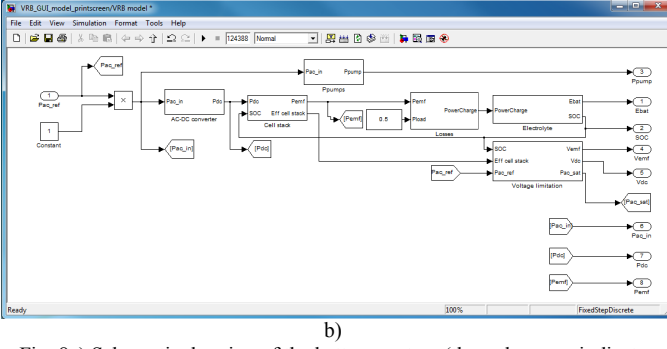 VRB_GUI_model_printscreen/VRB model *
File Edit View Simulation Format Tools Help
124388 Normal
Pac_ref
1
Pac_ref
1
Constant
×
[Pac_in]
Pac_in Pdc
AC-DC converter
[Pdc]
Pac_in Ppump
Ppumps
3
Ppump
Pdc Pemf
SOC Eff cell stack
Cell stack
[Pemf]
0.5
Pemf
Pload
PowerCharge
Losses
PowerCharge
Ebat
SOC
Electrolyte
1
Ebat
2
SOC
SOC Vemf
Eff cell stack Vdc
Pac_ref Pac_sat
Voltage limitation
Pac_ref
4
Vemf
5
Vdc
[Pac_sat]
[Pac_in]
6
Pac_in
[Pdc]
7
Pdc
[Pemf]
8
Pemf
Ready 100% FixedStepDiscrete
b)